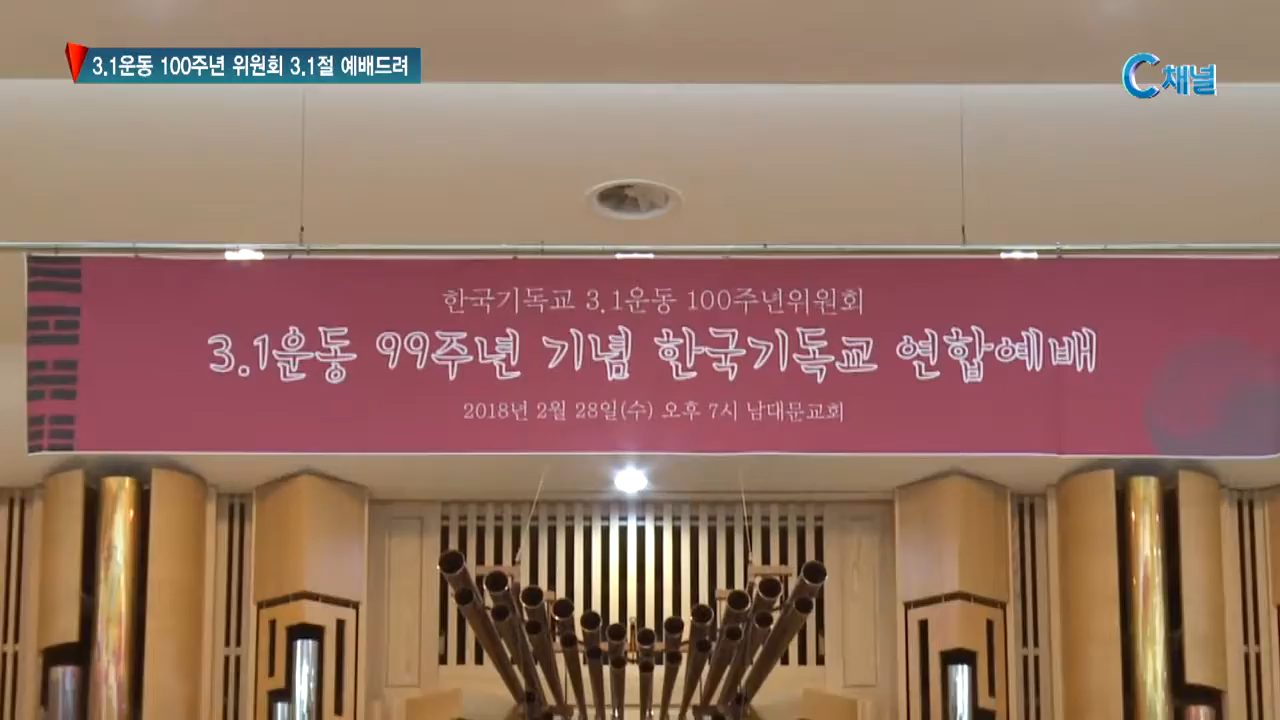 3.1운동 100주년 위원회 3.1절 예배드려
C채널
한국기독교 3.1운동 100주년위원회
3.1운동 99주년 기념 한국기독교 연합예배
2018년 2월 28일(수) 오후 7시 남대문교회